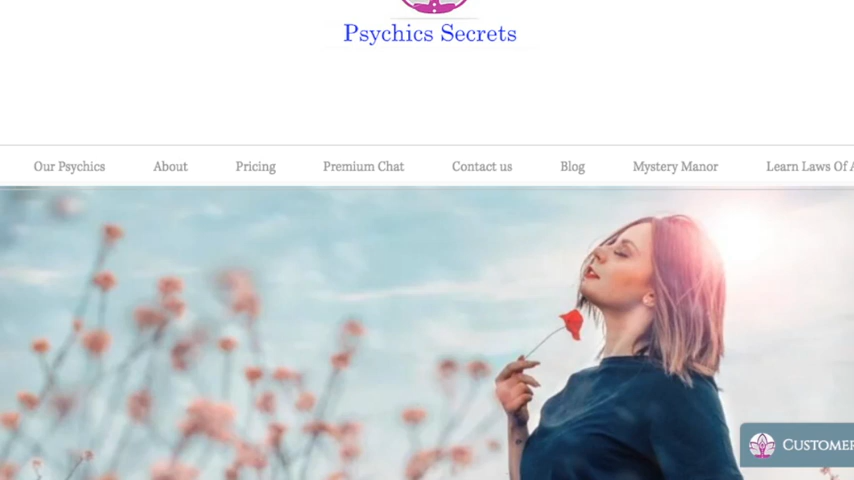 Psychics Secrets
Our Psychics About Pricing Premium Chat Contact us Blog Mystery Manor Learn Laws Of
CUSTOMER